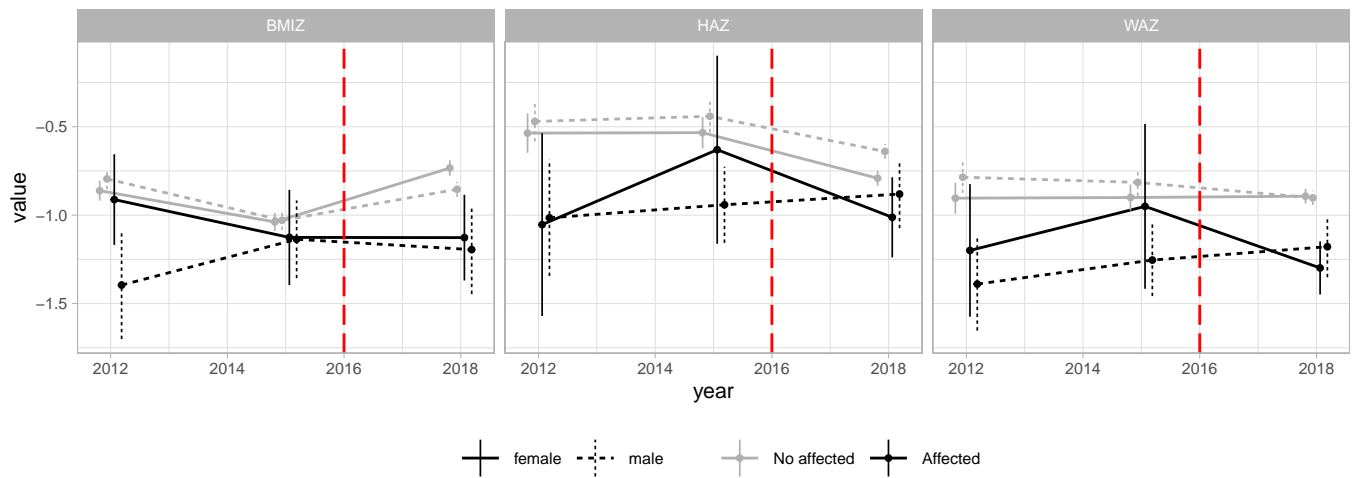 BMIZ HAZ WAZ
value
−0.5
−1.0
−1.5
2012 2014 2016 2018 2012 2014 2016 2018 2012 2014 2016 2018
year
female male No affected Affected